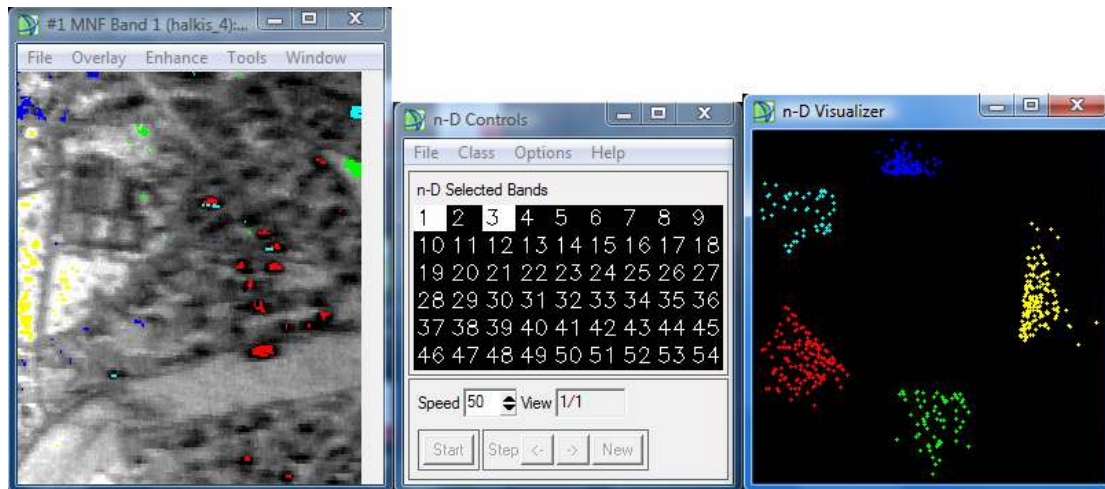 #1 MNF Band 1 (halkis_4):...
File Overlay Enhance Tools Window
n-D Controls
File Class Options Help
n-D Selected Bands
1 2 3 4 5 6 7 8 9
10 11 12 13 14 15 16 17 18
19 20 21 22 23 24 25 26 27
28 29 30 31 32 33 34 35 36
37 38 39 40 41 42 43 44 45
46 47 48 49 50 51 52 53 54
Speed 50 View 1/1
Start Step <- -> New
n-D Visualizer